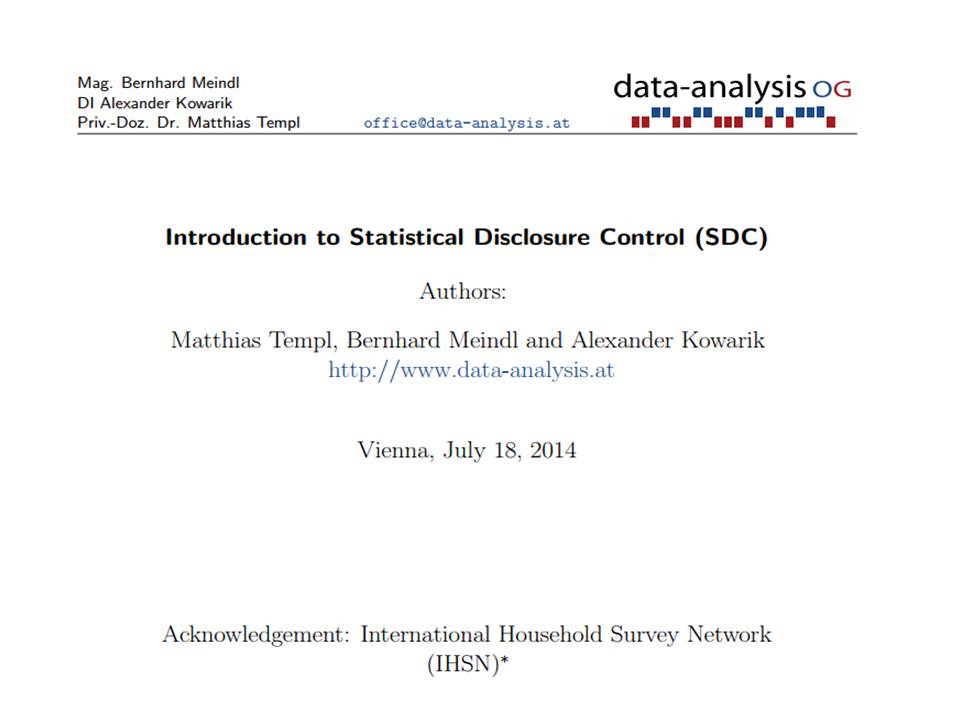 Mag. Bernhard Meindl
DI Alexander Kowarik
Priv.-Doz. Dr. Matthias Templ office@data-analysis.at
data-analysis OG
Introduction to Statistical Disclosure Control (SDC)
Authors:
Matthias Templ, Bernhard Meindl and Alexander Kowarik
http://www.data-analysis.at
Vienna, July 18, 2014
Acknowledgement: International Household Survey Network
(IHSN)*